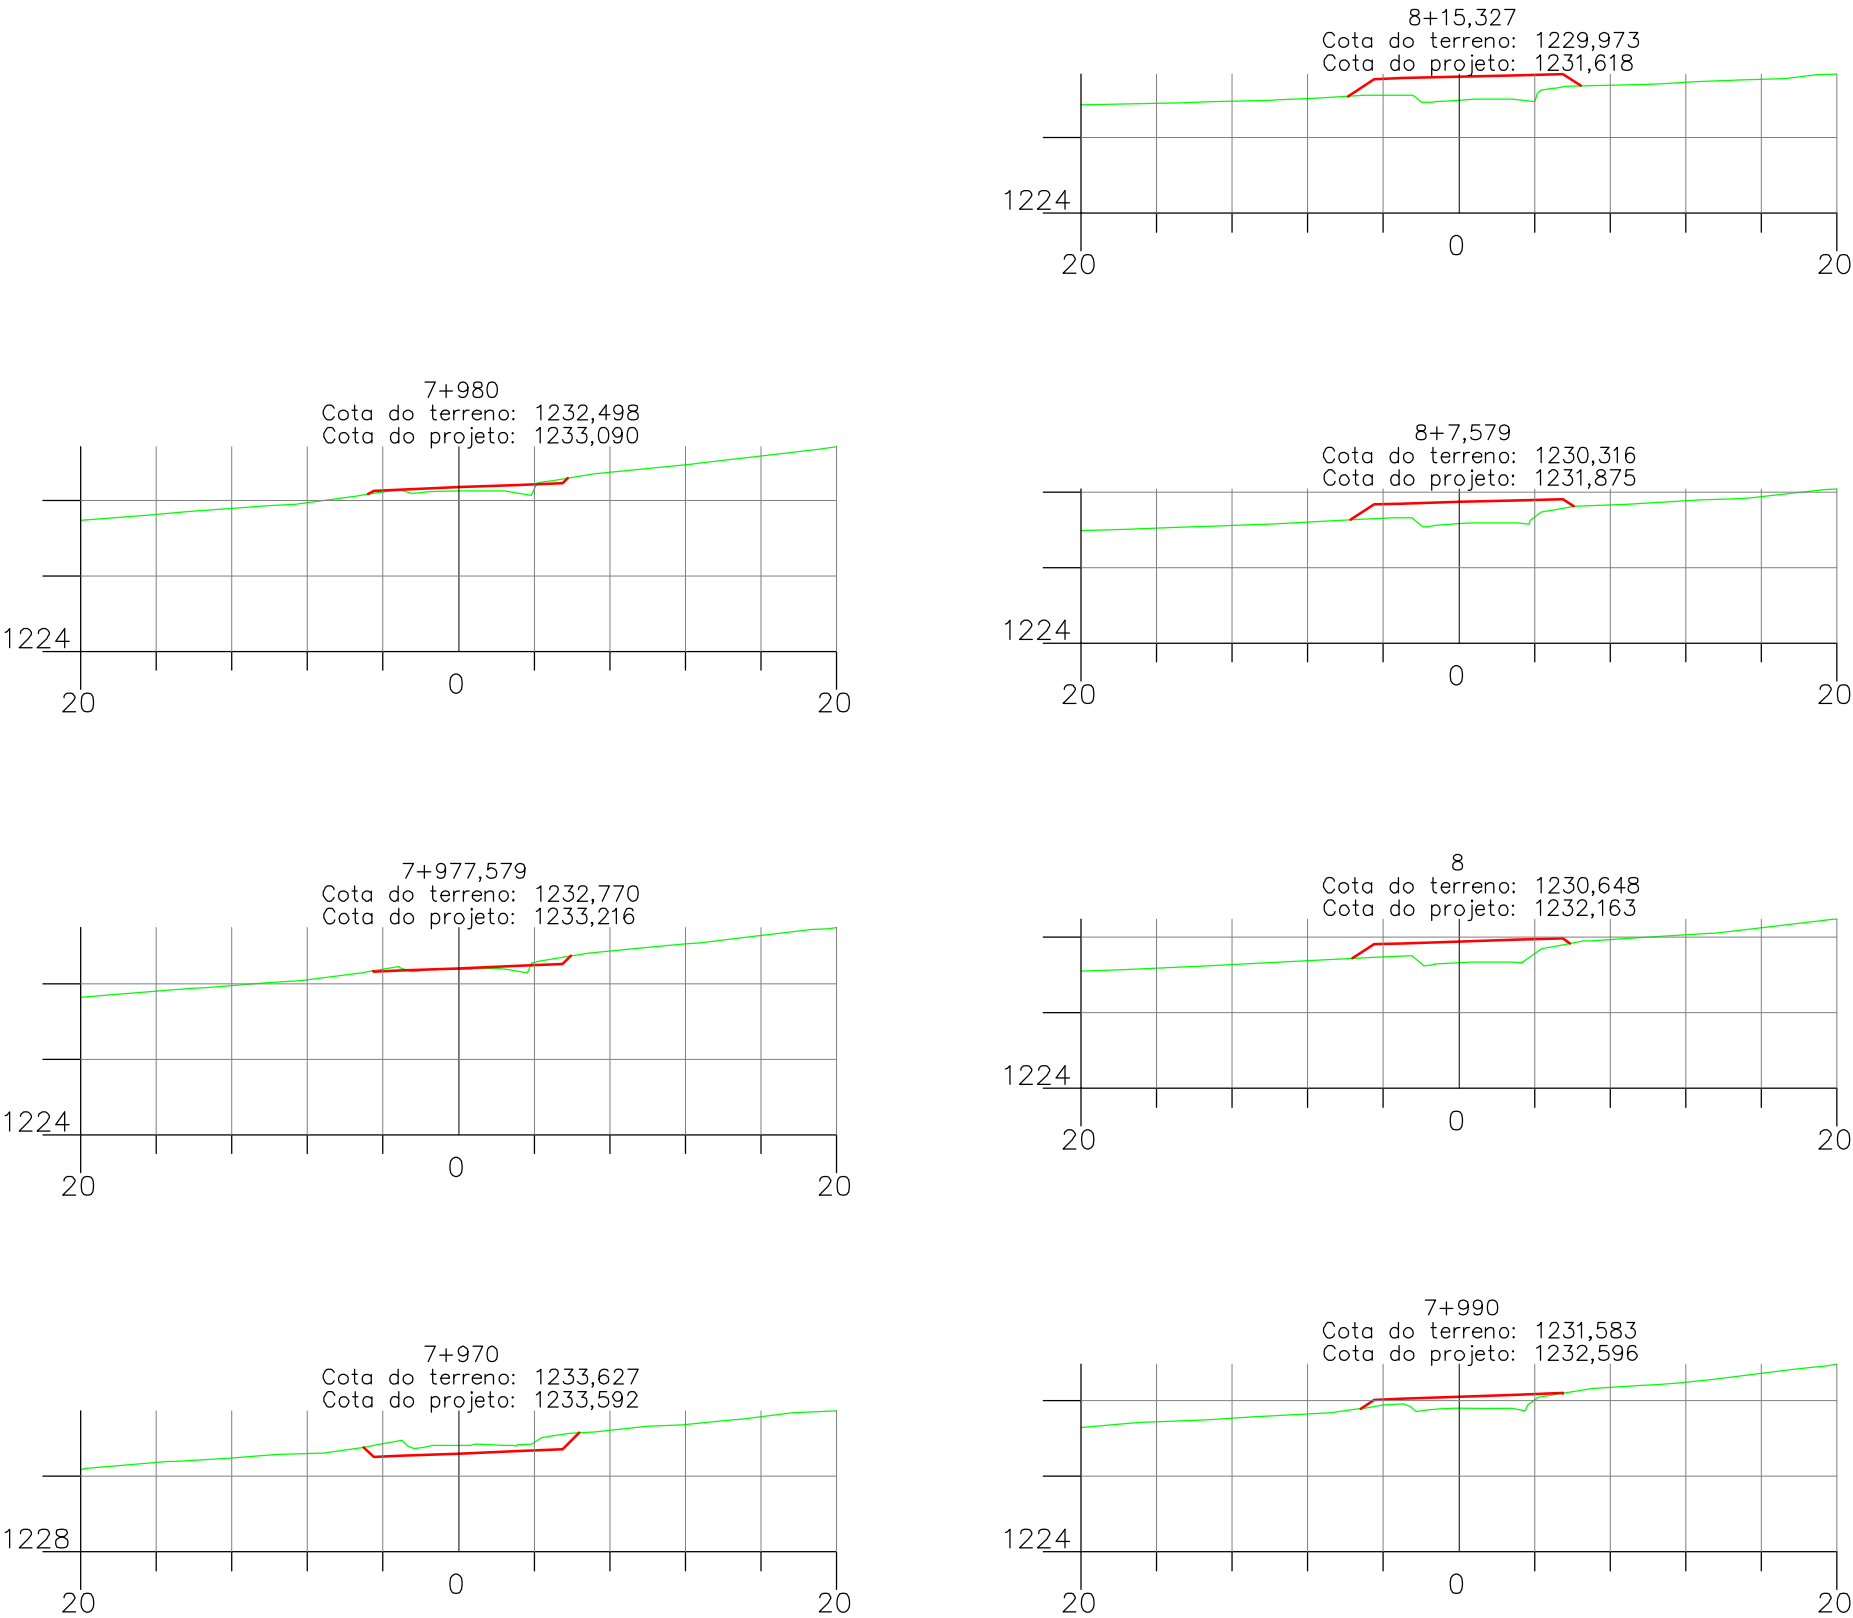 7+980
Cota do terreno: 1232,498
Cota do projeto: 1233,090
1224
0
20
20
7+977,579
Cota do terreno: 1232,770
Cota do projeto: 1233,216
1224
0
20
20
7+970
Cota do terreno: 1233,627
Cota do projeto: 1233,592
1228
0
20
20
8+15,327
Cota do terreno: 1229,973
Cota do projeto: 1231,618
1224
0
20
20
8+7,579
Cota do terreno: 1230,316
Cota do projeto: 1231,875
1224
0
20
20
8
Cota do terreno: 1230,648
Cota do projeto: 1232,163
1224
0
20
20
7+990
Cota do terreno: 1231,583
Cota do projeto: 1232,596
1224
0
20
20